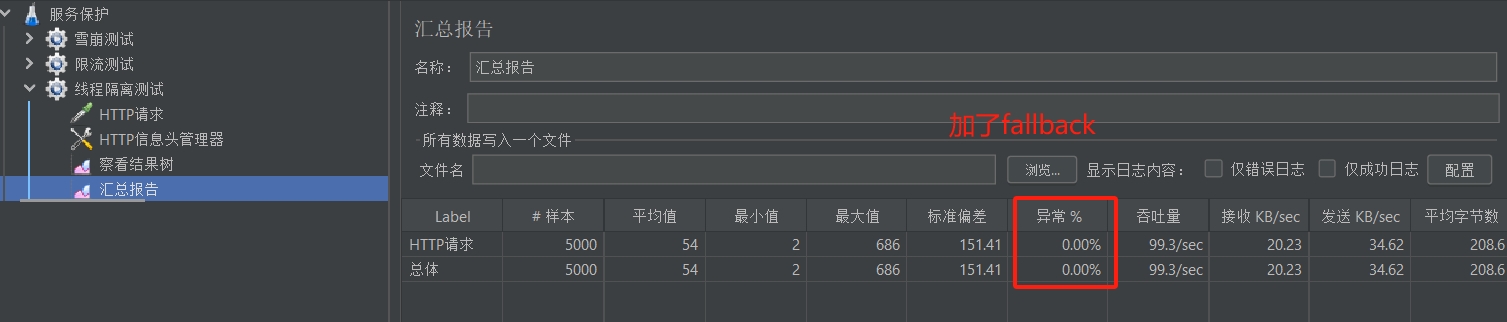 服务保护
雪崩测试
限流测试
线程隔离测试
HTTP请求
HTTP信息头管理器
察看结果树
汇总报告
汇总报告
名称： 汇总报告
注释：
加了fallback
所有数据写入一个文件
文件名 浏览... 显示日志内容： 仅错误日志 仅成功日志 配置
Label # 样本 平均值 最小值 最大值 标准偏差 异常 % 吞吐量 接收 KB/sec 发送 KB/sec 平均字节数
HTTP请求 5000 54 2 686 151.41 0.00% 99.3/sec 20.23 34.62 208.6
总体 5000 54 2 686 151.41 0.00% 99.3/sec 20.23 34.62 208.6